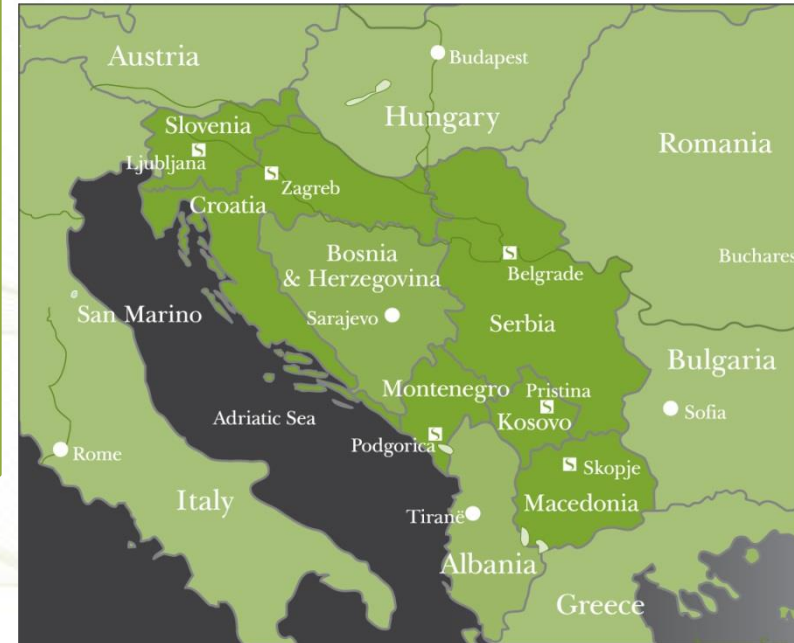 Austria
Budapest
Hungary
Slovenia
Romania
Ljubljana
Zagreb
Croatia
Bosnia
& Herzegovina
Belgrade
Buchares
San Marino
Sarajevo
Serbia
Bulgaria
Montenegro
Pristina
Adriatic Sea
Kosovo
Sofia
Podgorica
Rome
Skopje
Italy
Macedonia
Tiranë
Albania
Greece